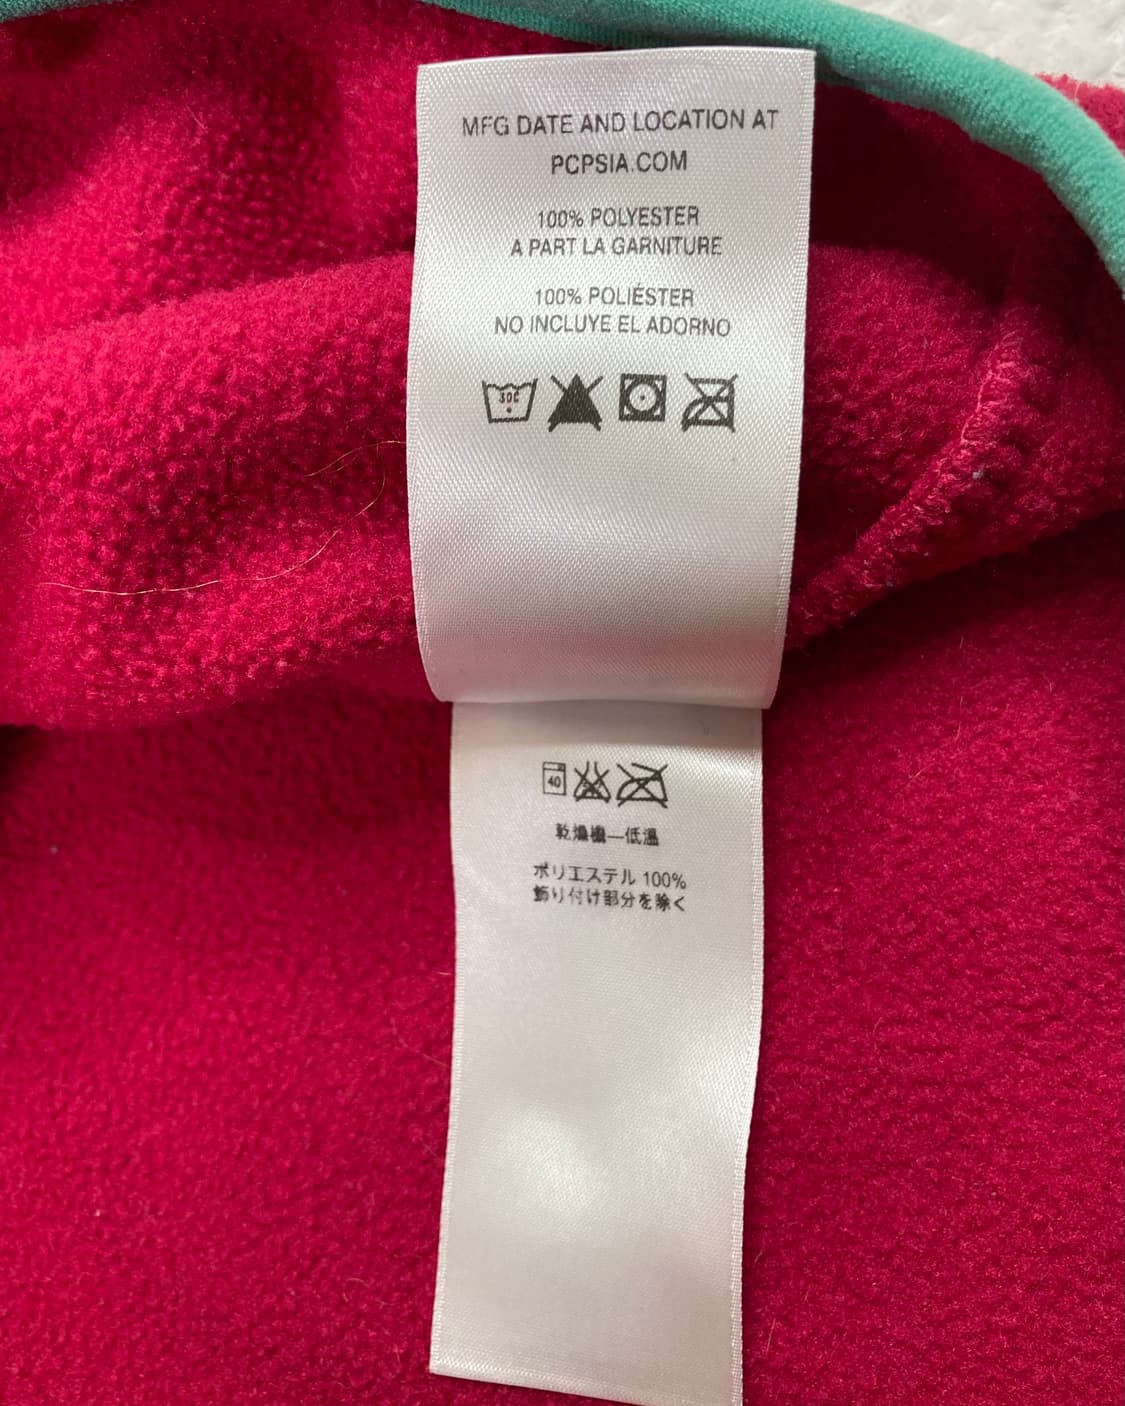 MFG DATE AND LOCATION AT
PCPSIA.COM
100% POLYESTER
A PART LA GARNITURE
100% POLIÉSTER
NO INCLUYE EL ADORNO
30C
40
乾燥機—低温
ポリエステル 100%
飾り付け部分を除く